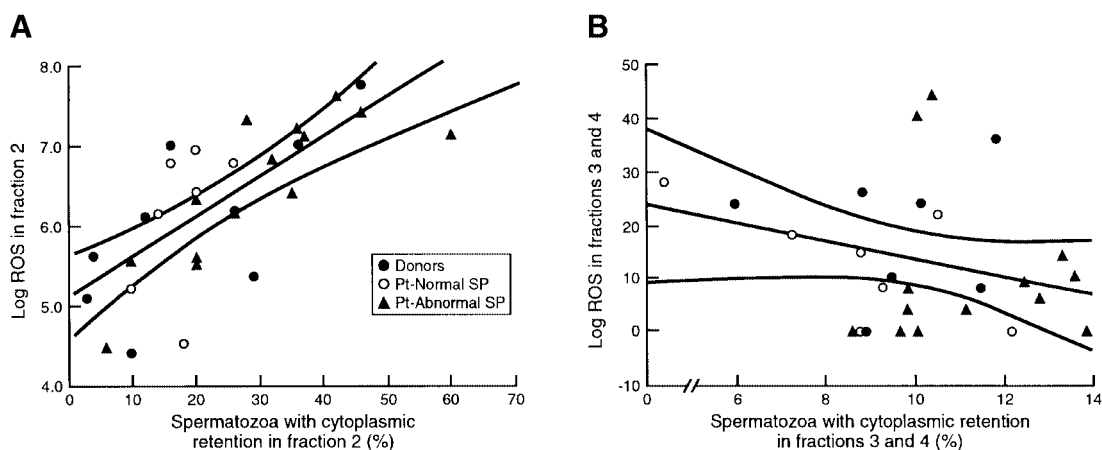 A
8.0
7.0
6.0
5.0
4.0
Log ROS in fraction 2
0 10 20 30 40 50 60 70
Spermatozoa with cytoplasmic
retention in fraction 2 (%)
Donors
Pt-Normal SP
Pt-Abnormal SP
B
50
40
30
20
10
0
-10
Log ROS in fractions 3 and 4
0 6 8 10 12 14
Spermatozoa with cytoplasmic retention
in fractions 3 and 4 (%)